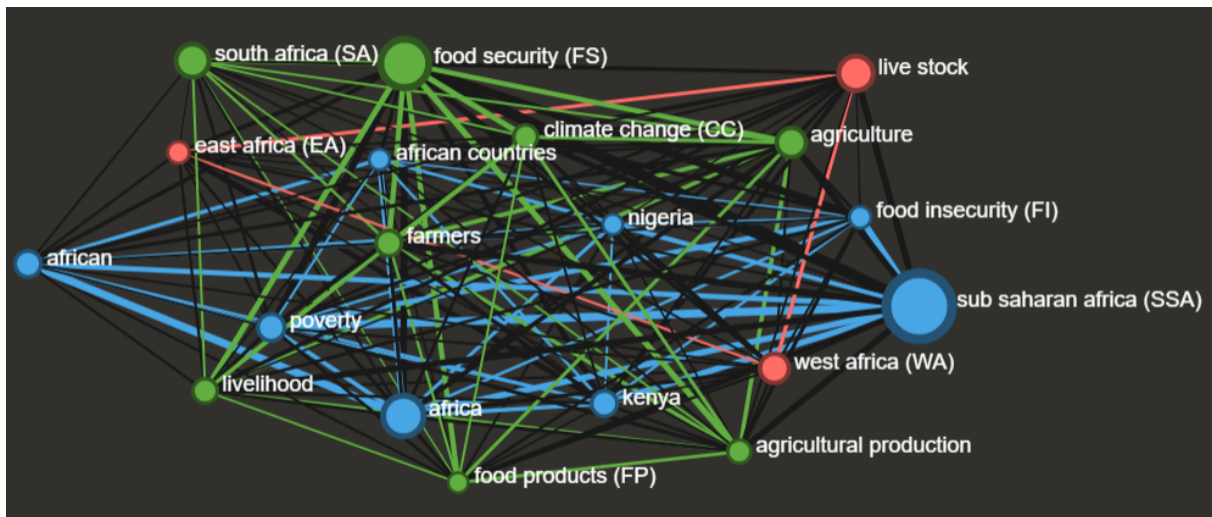 south africa (SA)
food security (FS)
live stock
climate change (CC)
agriculture
east africa (EA)
african countries
nigeria
food insecurity (FI)
farmers
african
sub saharan africa (SSA)
poverty
west africa (WA)
livelihood
kenya
africa
agricultural production
food products (FP)